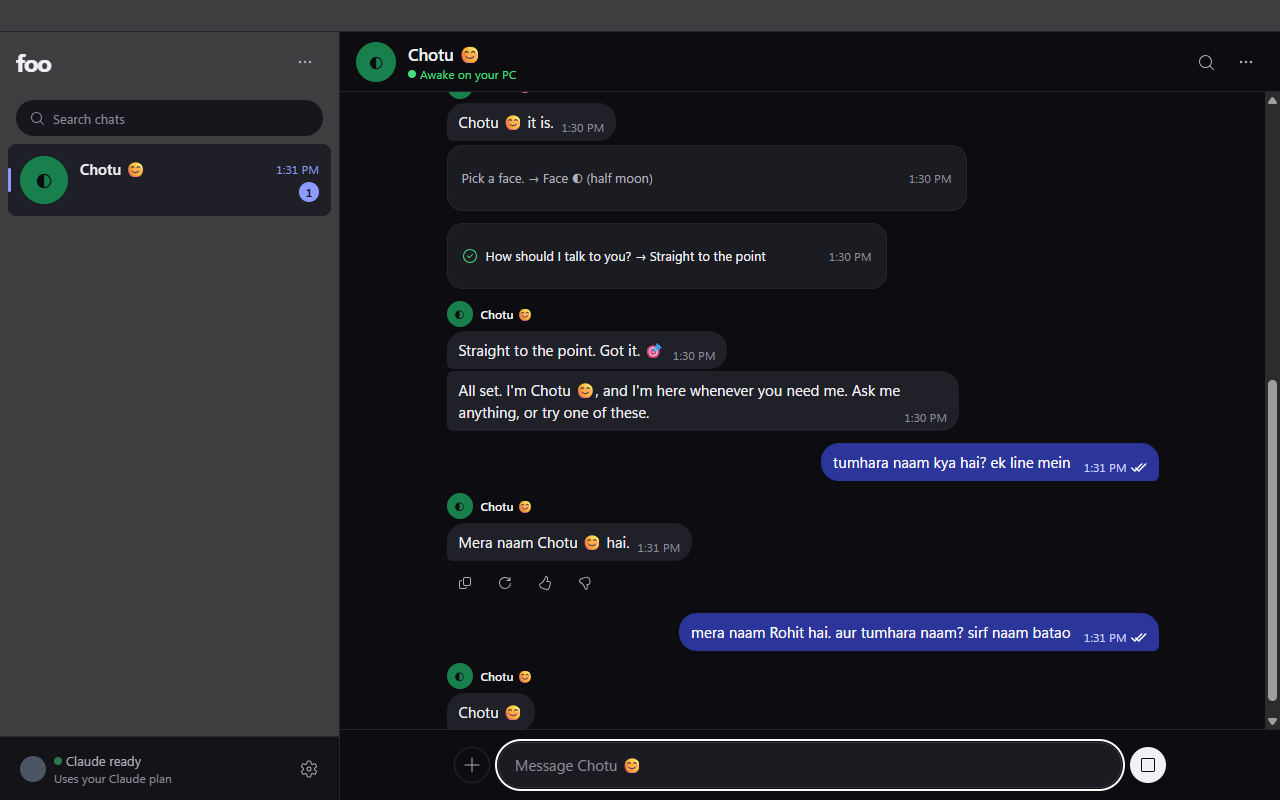 foo
Search chats
Chotu 😊
1:31 PM
1
Claude ready
Uses your Claude plan
Chotu 😊
Awake on your PC
Chotu 😊 it is. 1:30 PM
Pick a face. → Face ◐ (half moon) 1:30 PM
How should I talk to you? → Straight to the point 1:30 PM
Chotu 😊
Straight to the point. Got it. 🎯 1:30 PM
All set. I'm Chotu 😊, and I'm here whenever you need me. Ask me
anything, or try one of these. 1:30 PM
tumhara naam kya hai? ek line mein 1:31 PM
Chotu 😊
Mera naam Chotu 😊 hai. 1:31 PM
mera naam Rohit hai. aur tumhara naam? sirf naam batao 1:31 PM
Chotu 😊
Chotu 😊
Message Chotu 😊